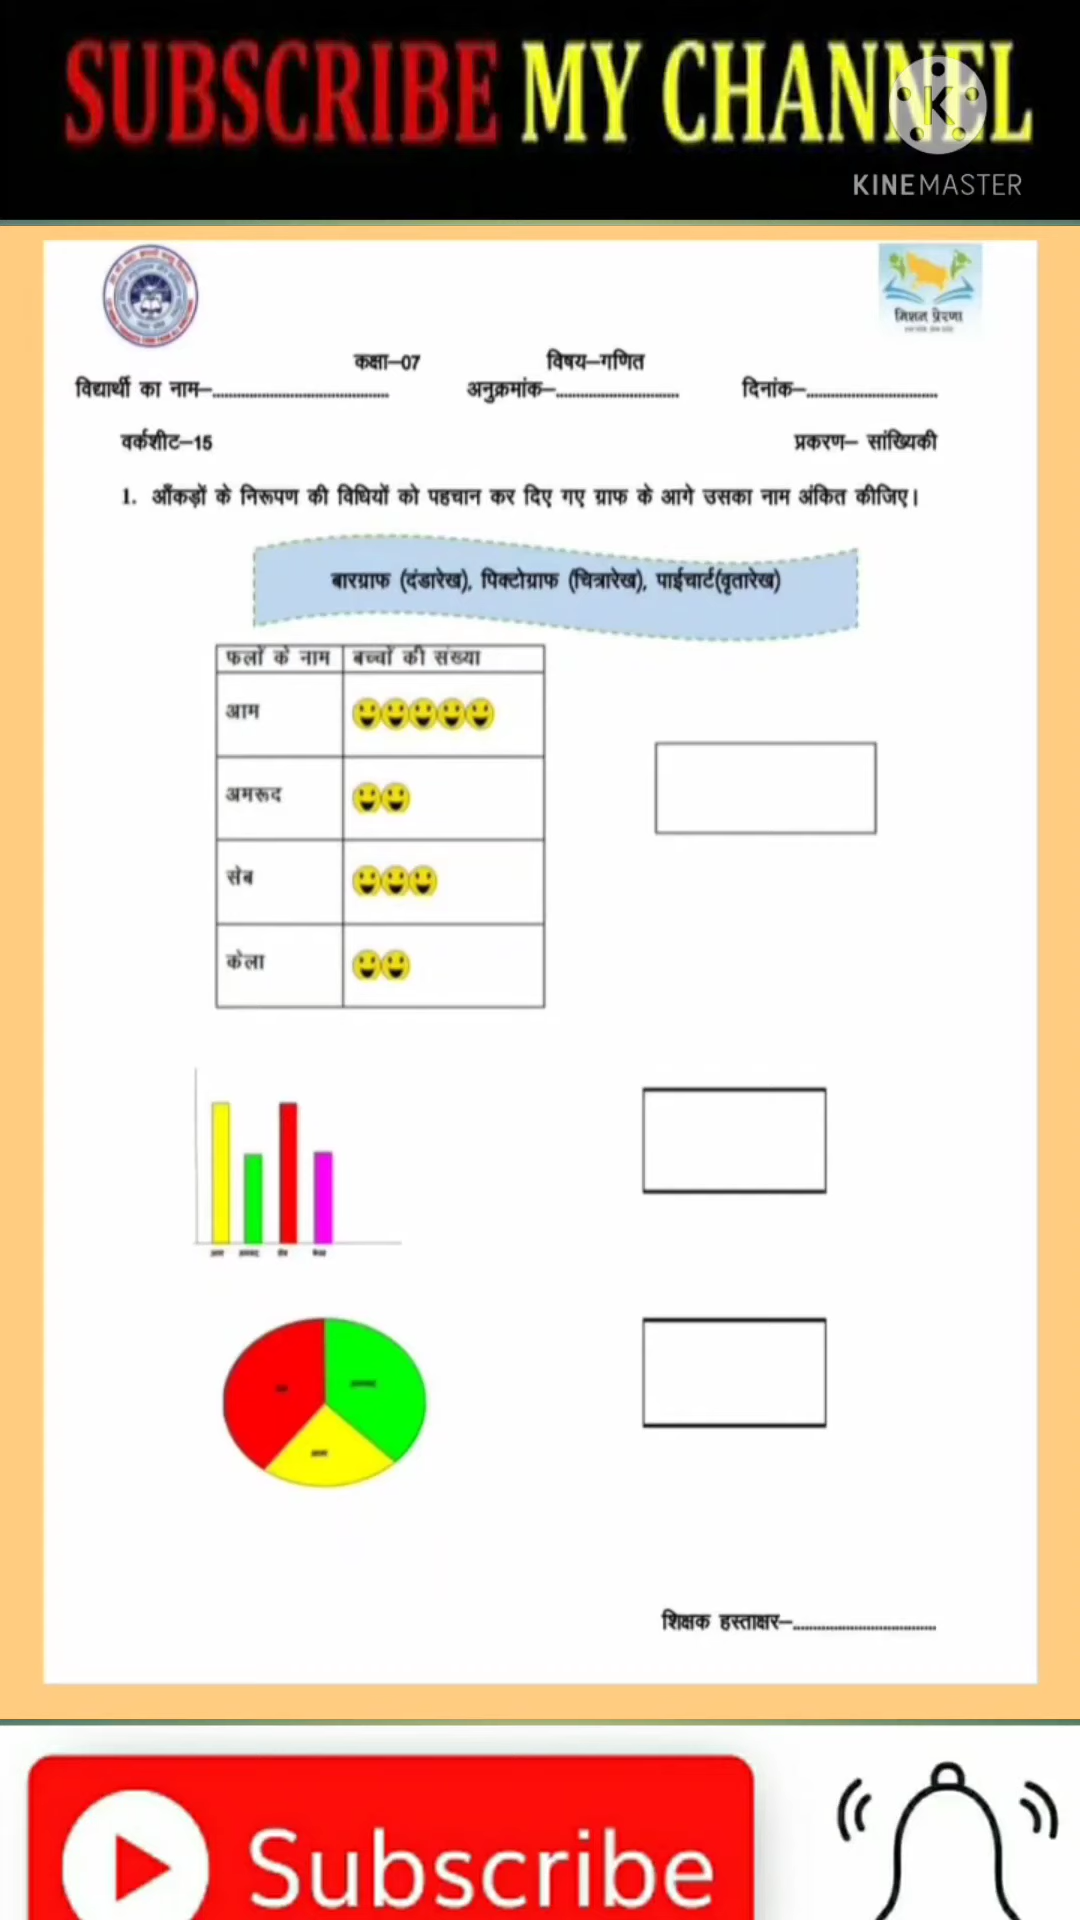 SUBSCRIBE MY CHANNEL
K
KINEMASTER
मिशन प्रेरणा
कक्षा–07 विषय–गणित
विद्यार्थी का नाम–................................ अनुक्रमांक–...................... दिनांक–........................
वर्कशीट–15 प्रकरण– सांख्यिकी
1. आँकड़ों के निरूपण की विधियों को पहचान कर दिए गए ग्राफ के आगे उसका नाम अंकित कीजिए।
बारग्राफ (दंडारेख), पिक्टोग्राफ (चित्रारेख), पाईचार्ट(वृतारेख)
फलों के नाम बच्चों की संख्या
आम
अमरूद
सेब
केला
शिक्षक हस्ताक्षर–..........................
Subscribe